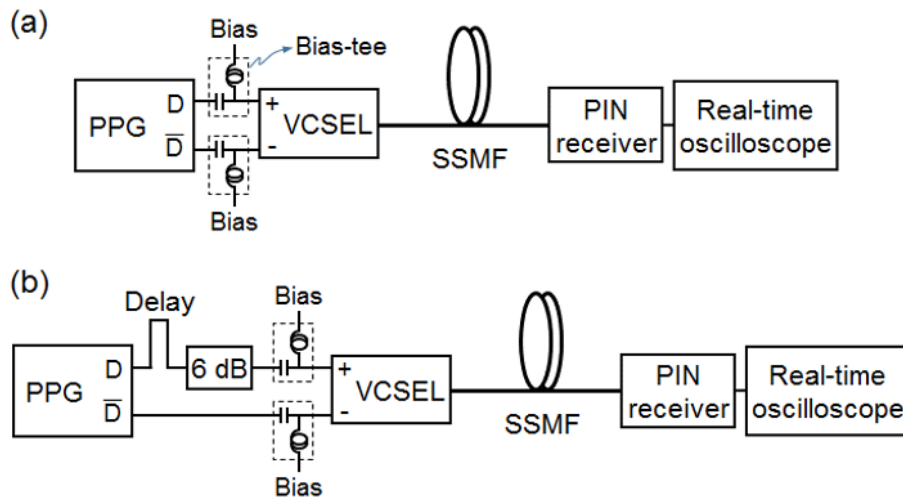 (a)
Bias
Bias-tee
PPG
D
D̅
+
-
VCSEL
Bias
SSMF
PIN
receiver
Real-time
oscilloscope
(b)
Delay
Bias
PPG
D
D̅
6 dB
+
-
VCSEL
Bias
SSMF
PIN
receiver
Real-time
oscilloscope